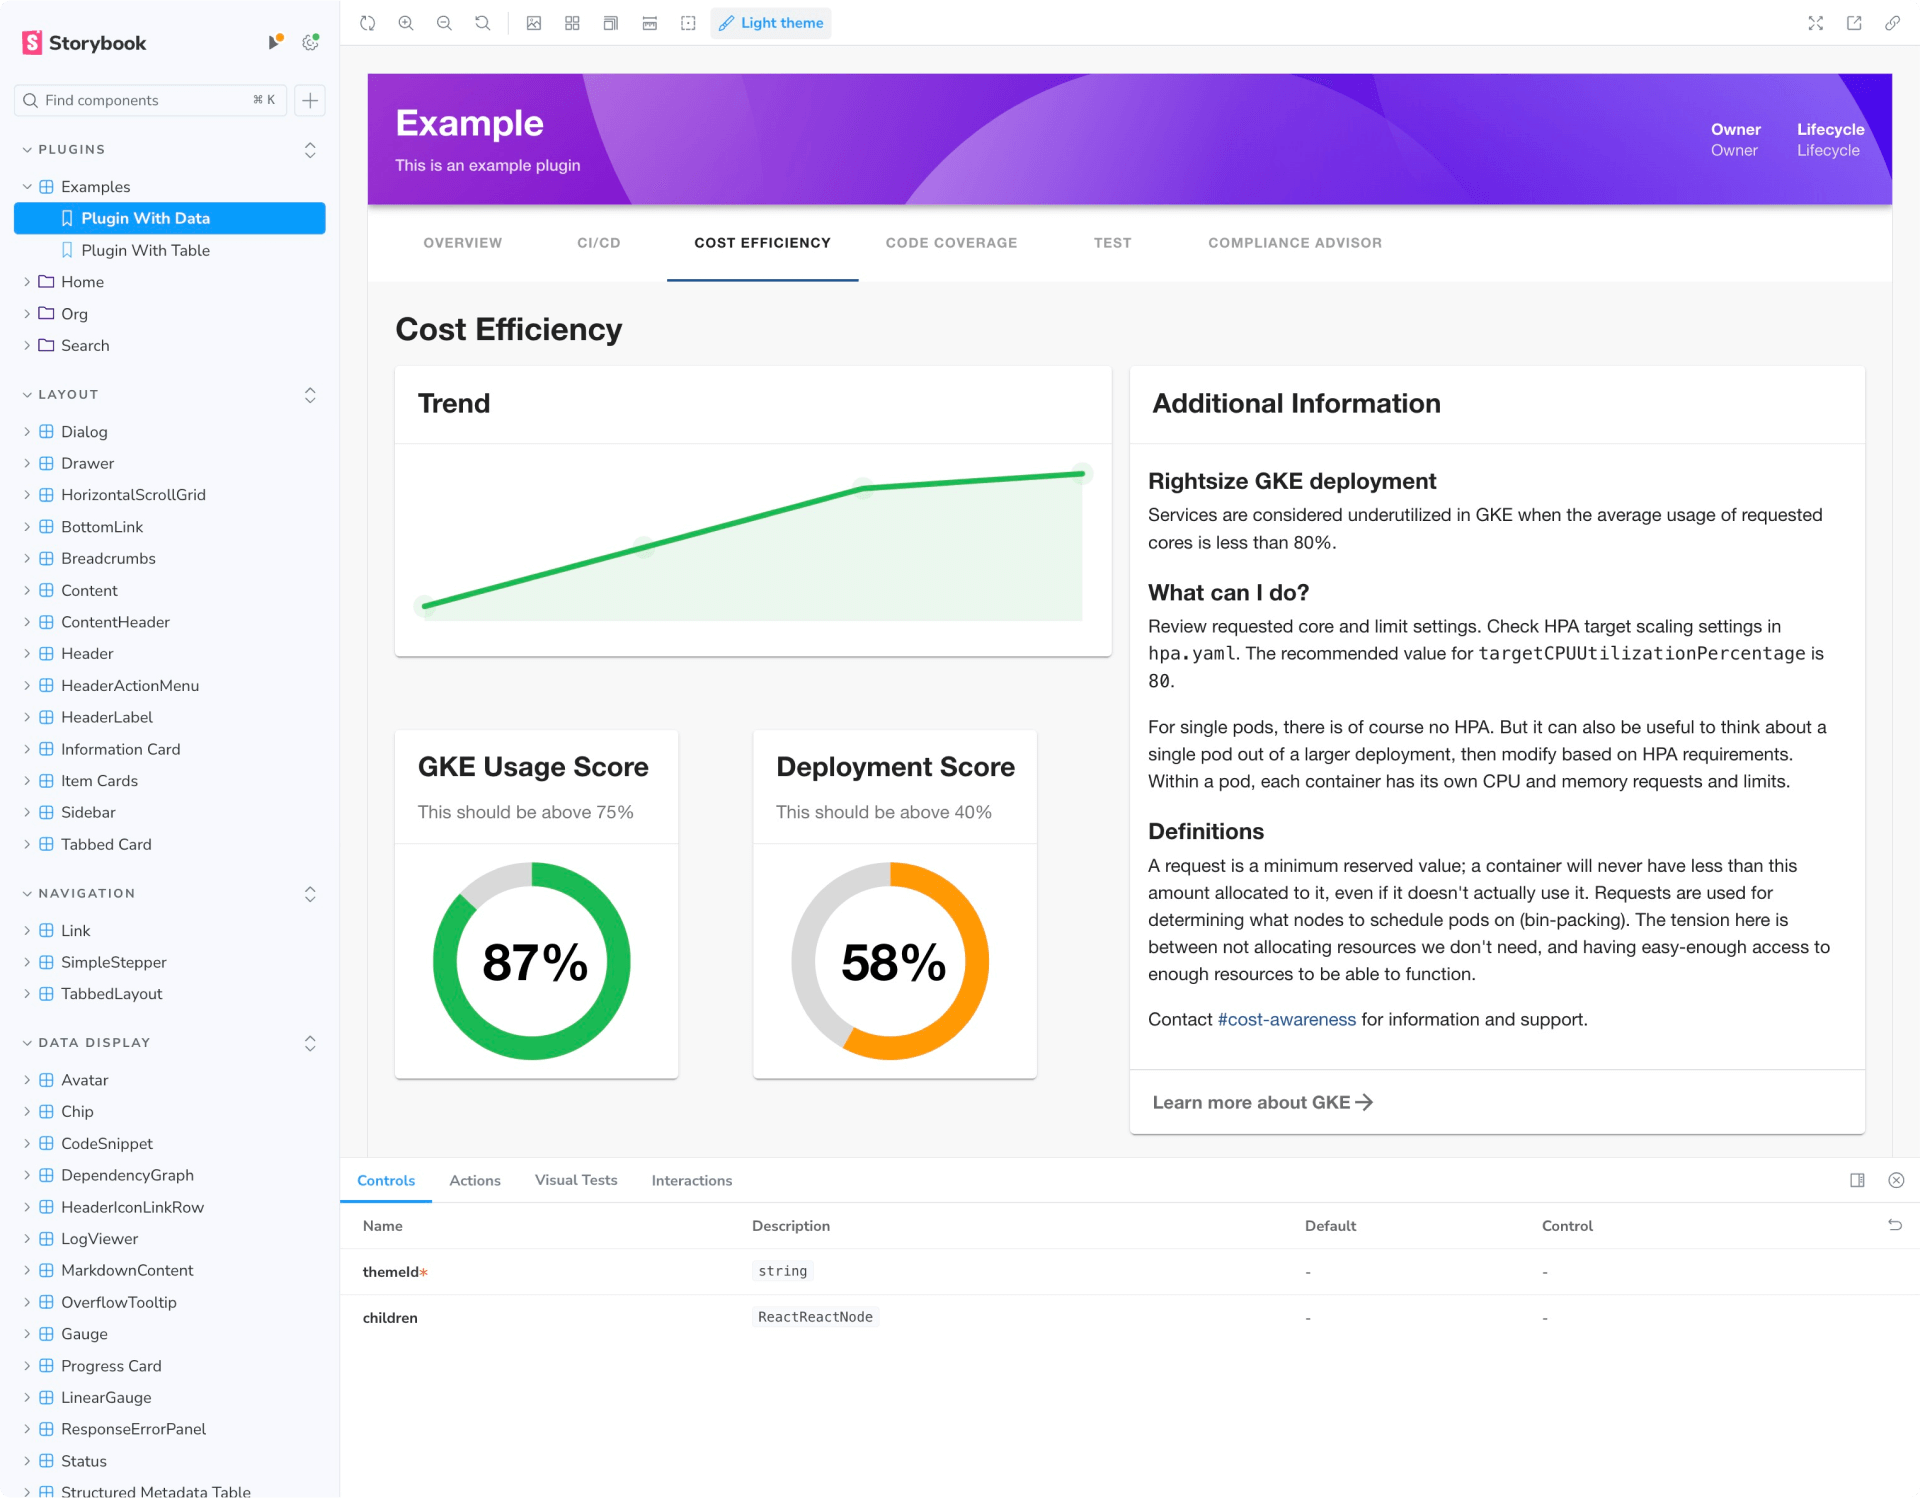 Storybook
Find components
⌘ K
PLUGINS
Examples
Plugin With Data
Plugin With Table
Home
Org
Search
LAYOUT
Dialog
Drawer
HorizontalScrollGrid
BottomLink
Breadcrumbs
Content
ContentHeader
Header
HeaderActionMenu
HeaderLabel
Information Card
Item Cards
Sidebar
Tabbed Card
NAVIGATION
Link
SimpleStepper
TabbedLayout
DATA DISPLAY
Avatar
Chip
CodeSnippet
DependencyGraph
HeaderIconLinkRow
LogViewer
MarkdownContent
OverflowTooltip
Gauge
Progress Card
LinearGauge
ResponseErrorPanel
Status
Structured Metadata Table
Light theme
Example
This is an example plugin
Owner Lifecycle
Owner Lifecycle
OVERVIEW CI/CD COST EFFICIENCY CODE COVERAGE TEST COMPLIANCE ADVISOR
Cost Efficiency
Trend
GKE Usage Score
This should be above 75%
87%
Deployment Score
This should be above 40%
58%
Additional Information
Rightsize GKE deployment
Services are considered underutilized in GKE when the average usage of requested
cores is less than 80%.
What can I do?
Review requested core and limit settings. Check HPA target scaling settings in
hpa.yaml. The recommended value for targetCPUUtilizationPercentage is
80.
For single pods, there is of course no HPA. But it can also be useful to think about a
single pod out of a larger deployment, then modify based on HPA requirements.
Within a pod, each container has its own CPU and memory requests and limits.
Definitions
A request is a minimum reserved value; a container will never have less than this
amount allocated to it, even if it doesn't actually use it. Requests are used for
determining what nodes to schedule pods on (bin-packing). The tension here is
between not allocating resources we don't need, and having easy-enough access to
enough resources to be able to function.
Contact #cost-awareness for information and support.
Learn more about GKE
Controls Actions Visual Tests Interactions
Name Description Default Control
themeId* string - -
children ReactReactNode - -